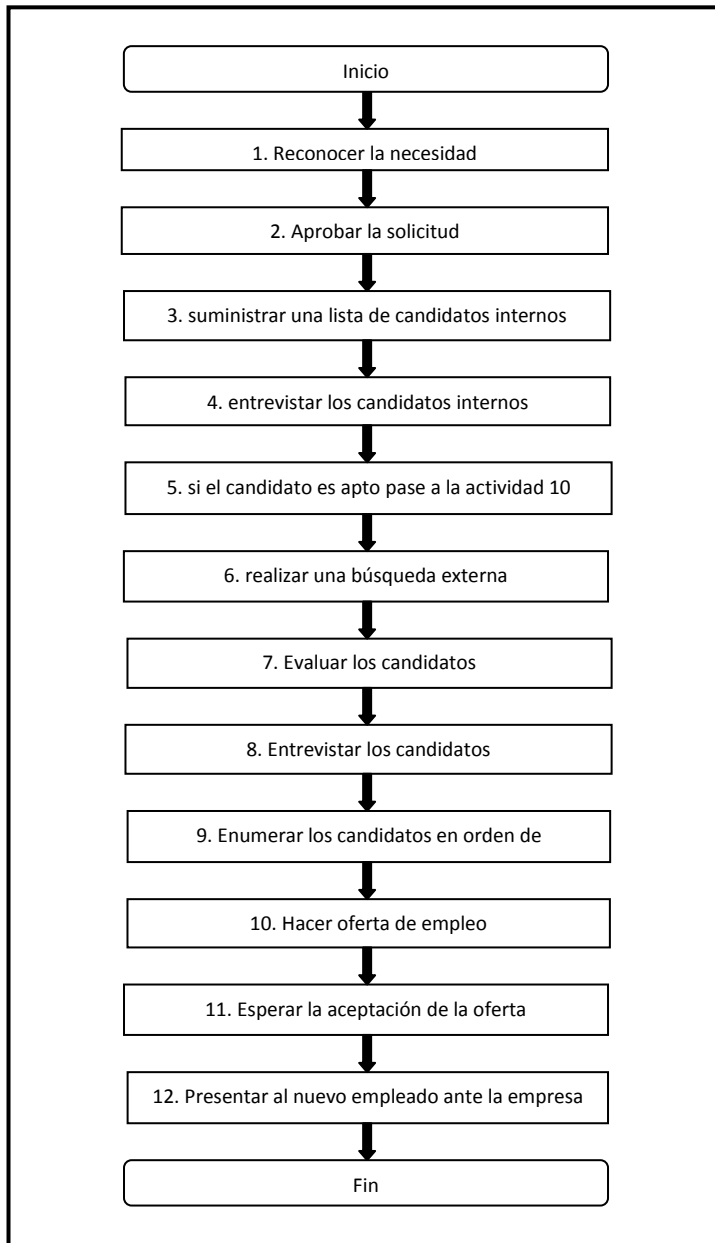 Inicio
1. Reconocer la necesidad
2. Aprobar la solicitud
3. suministrar una lista de candidatos internos
4. entrevistar los candidatos internos
5. si el candidato es apto pase a la actividad 10
6. realizar una búsqueda externa
7. Evaluar los candidatos
8. Entrevistar los candidatos
9. Enumerar los candidatos en orden de
10. Hacer oferta de empleo
11. Esperar la aceptación de la oferta
12. Presentar al nuevo empleado ante la empresa
Fin